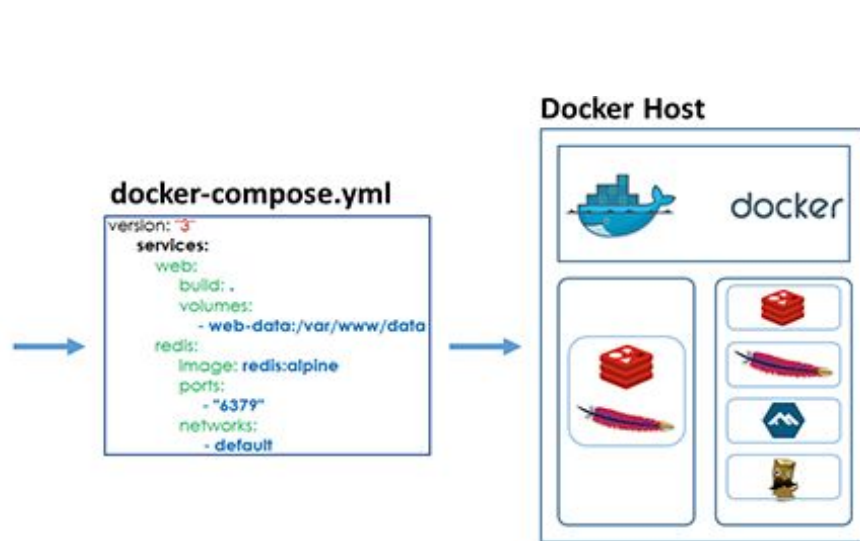 Docker Host
docker
docker-compose.yml
version: "3"
services:
web:
build: .
volumes:
- web-data:/var/www/data
redis:
image: redis:alpine
ports:
- "6379"
networks:
- default